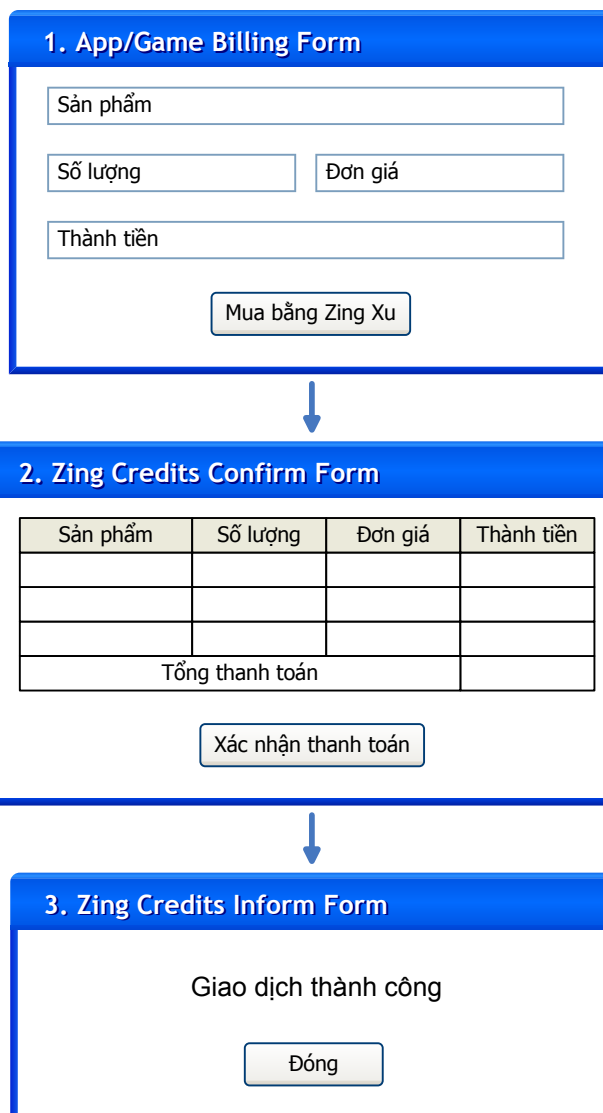 1. App/Game Billing Form
Sản phẩm
Số lượng Đơn giá
Thành tiền
Mua bằng Zing Xu
2. Zing Credits Confirm Form
Sản phẩm Số lượng Đơn giá Thành tiền
Tổng thanh toán
Xác nhận thanh toán
3. Zing Credits Inform Form
Giao dịch thành công
Đóng